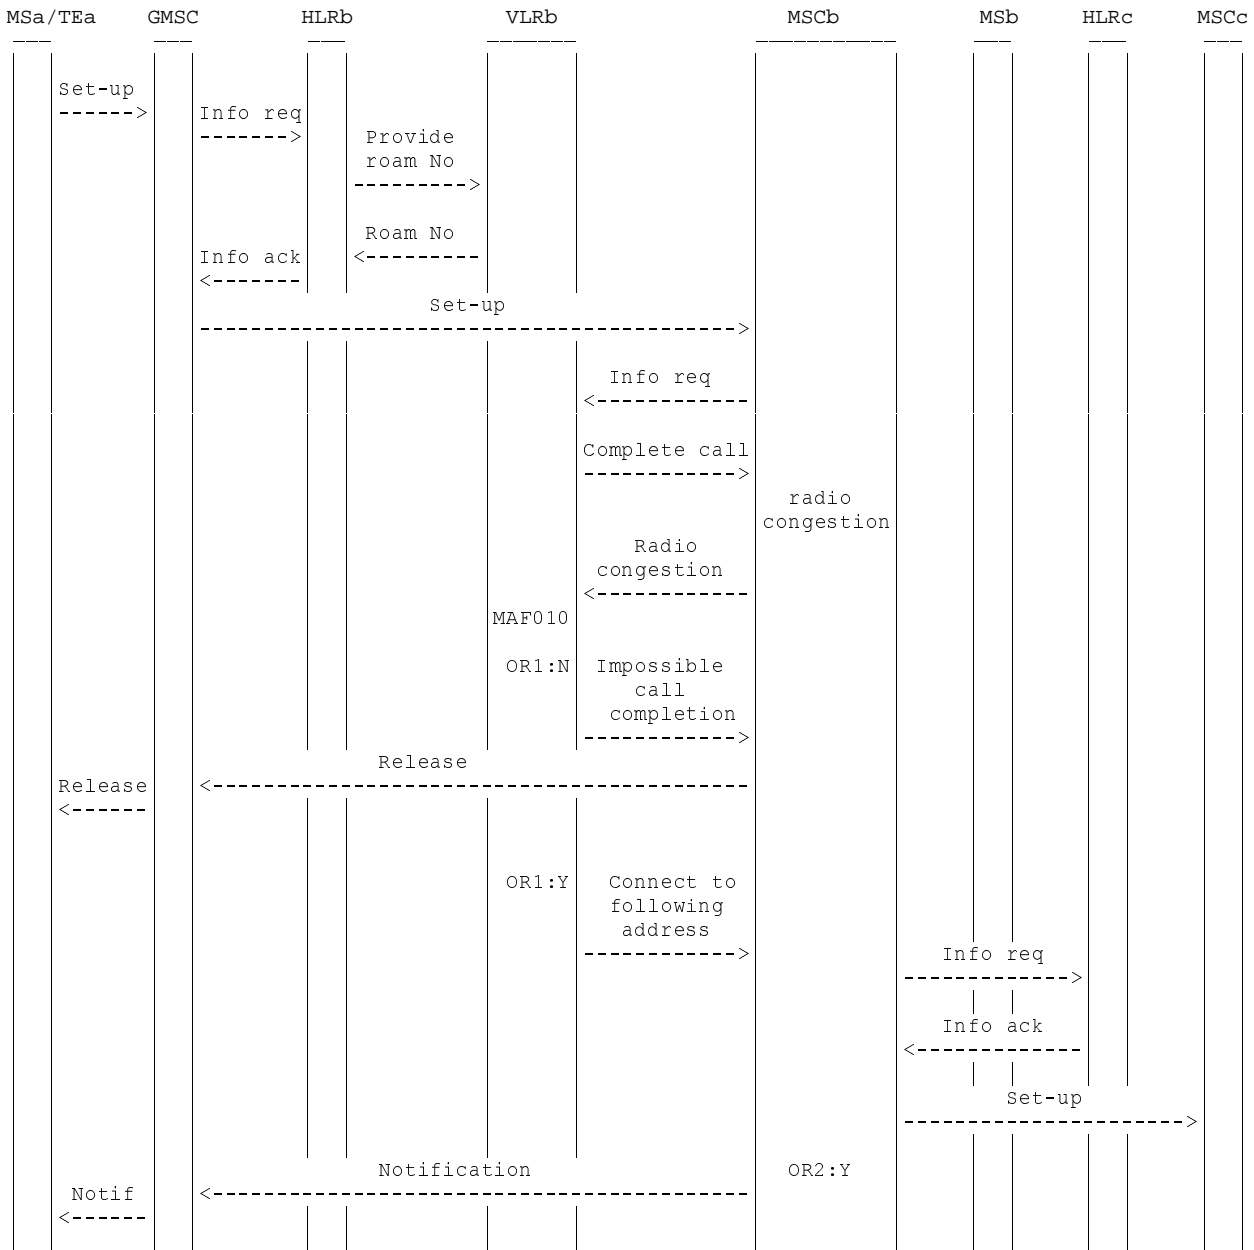 MSa/TEa GMSC HLRb VLRb MSCb MSb HLRc MSCc
Set-up
Info req
Provide
roam No
Roam No
Info ack
Set-up
Info req
Complete call
radio
congestion
Radio
congestion
MAF010
OR1:N Impossible
call
completion
Release
Release
OR1:Y Connect to
following
address
Info req
Info ack
Set-up
Notification OR2:Y
Notif